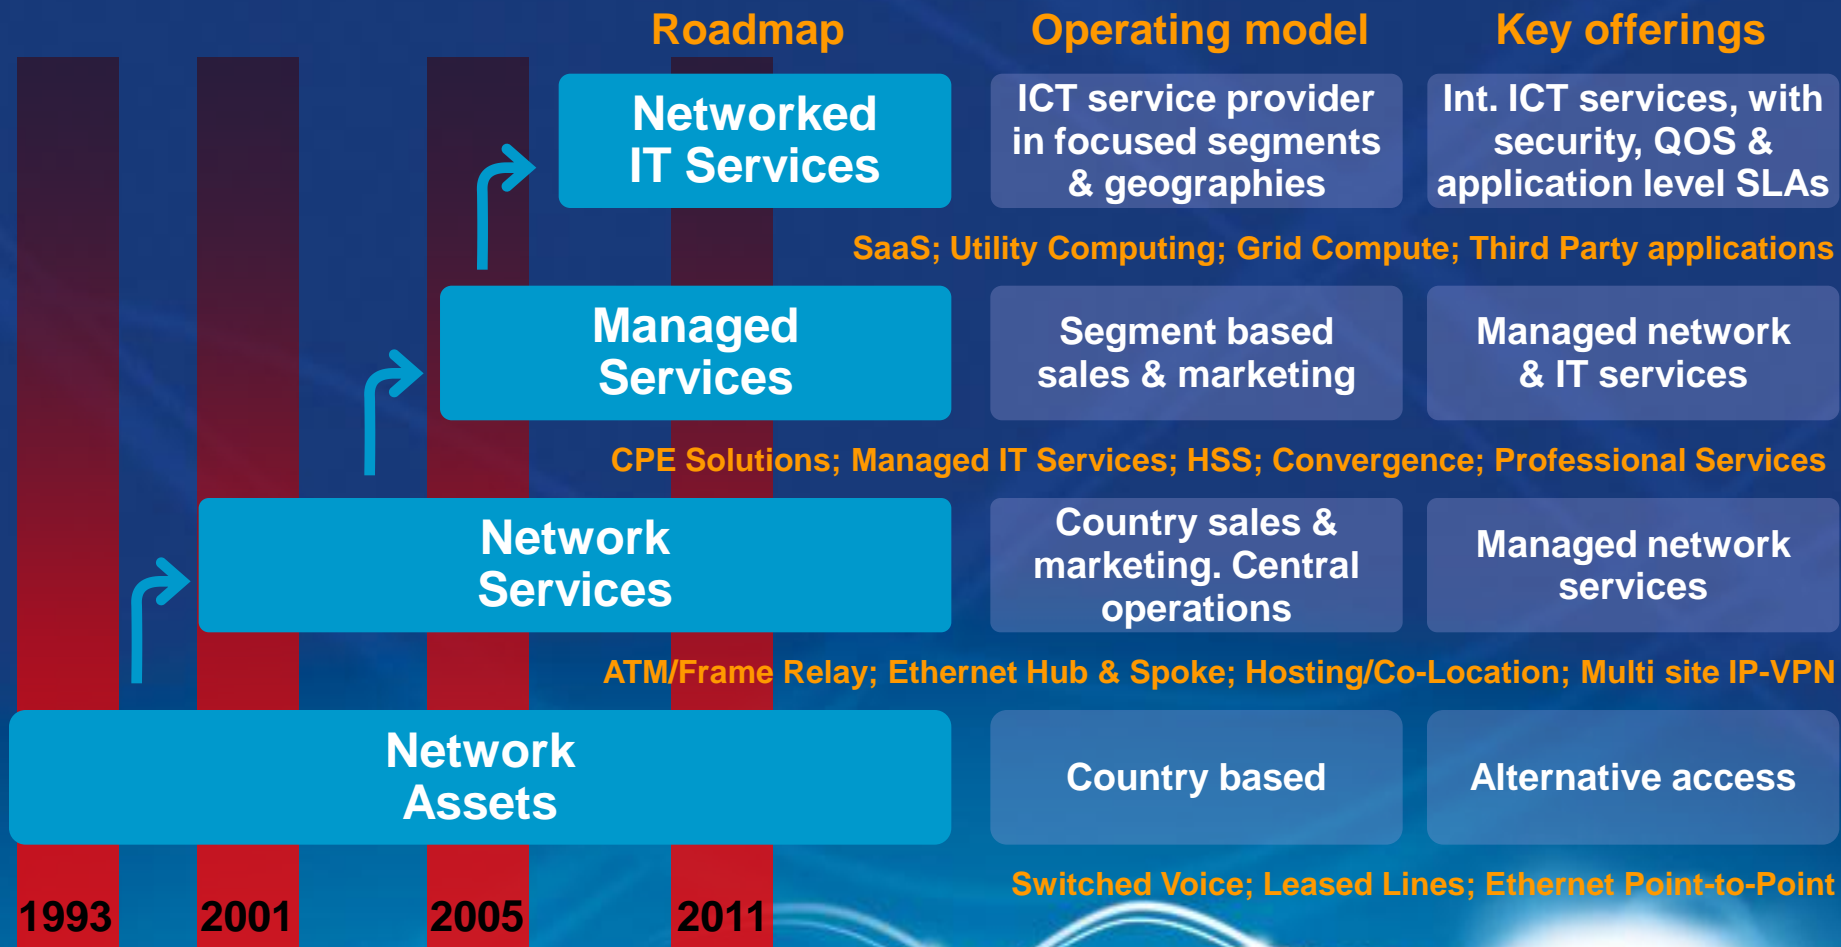 Roadmap
Operating model
Key offerings
Networked
IT Services
ICT service provider
in focused segments
& geographies
Int. ICT services, with
security, QOS &
application level SLAs
SaaS; Utility Computing; Grid Compute; Third Party applications
Managed
Services
Segment based
sales & marketing
Managed network
& IT services
CPE Solutions; Managed IT Services; HSS; Convergence; Professional Services
Network
Services
Country sales &
marketing. Central
operations
Managed network
services
ATM/Frame Relay; Ethernet Hub & Spoke; Hosting/Co-Location; Multi site IP-VPN
Network
Assets
Country based
Alternative access
Switched Voice; Leased Lines; Ethernet Point-to-Point
1993
2001
2005
2011